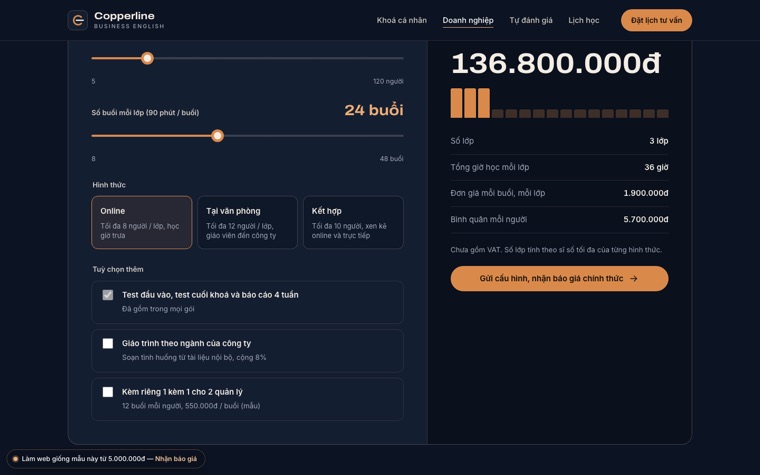 Copperline
BUSINESS ENGLISH
Khoá cá nhân
Doanh nghiệp
Tự đánh giá
Lịch học
Đặt lịch tư vấn
5
120 người
Số buổi mỗi lớp (90 phút / buổi)
24 buổi
8
48 buổi
Hình thức
Online
Tối đa 8 người / lớp, học
giờ trưa
Tại văn phòng
Tối đa 12 người / lớp,
giáo viên đến công ty
Kết hợp
Tối đa 10 người, xen kẽ
online và trực tiếp
Tuỳ chọn thêm
Test đầu vào, test cuối khoá và báo cáo 4 tuần
Đã gồm trong mọi gói
Giáo trình theo ngành của công ty
Soạn tình huống từ tài liệu nội bộ, cộng 8%
Kèm riêng 1 kèm 1 cho 2 quản lý
12 buổi mỗi người, 550.000đ / buổi (mẫu)
136.800.000đ
Số lớp
3 lớp
Tổng giờ học mỗi lớp
36 giờ
Đơn giá mỗi buổi, mỗi lớp
1.900.000đ
Bình quân mỗi người
5.700.000đ
Chưa gồm VAT. Số lớp tính theo sĩ số tối đa của từng hình thức.
Gửi cấu hình, nhận báo giá chính thức →
Làm web giống mẫu này từ 5.000.000đ — Nhận báo giá